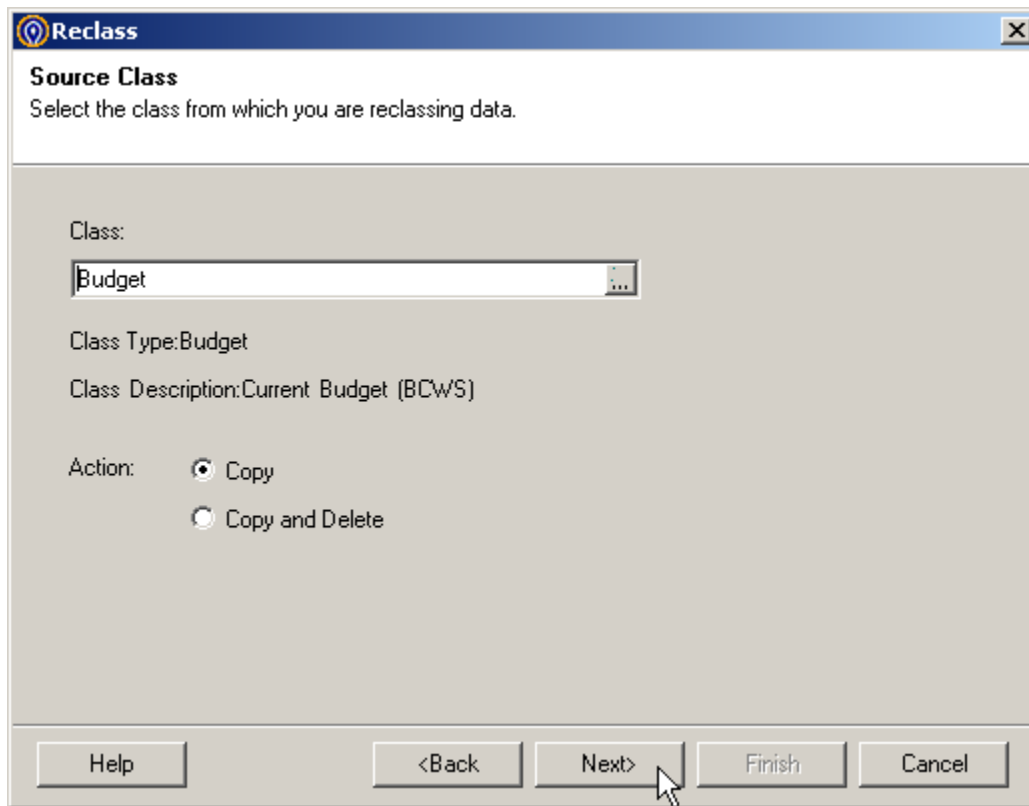 Reclass
Source Class
Select the class from which you are reclassing data.
Class:
Budget
...
Class Type:Budget
Class Description:Current Budget (BCWS)
Action:
Copy
Copy and Delete
Help <Back Next> Finish Cancel